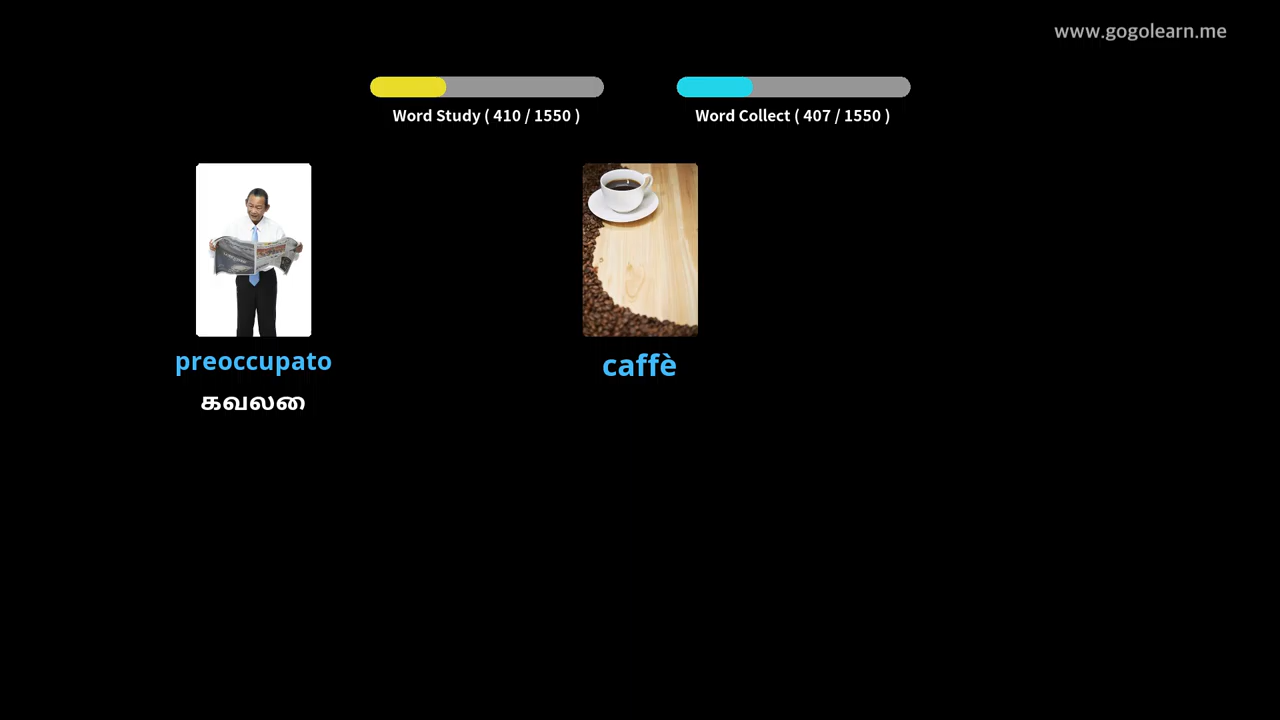 www.gogolearn.me
Word Study ( 410 / 1550 )
Word Collect ( 407 / 1550 )
preoccupato
கவலை
caffè